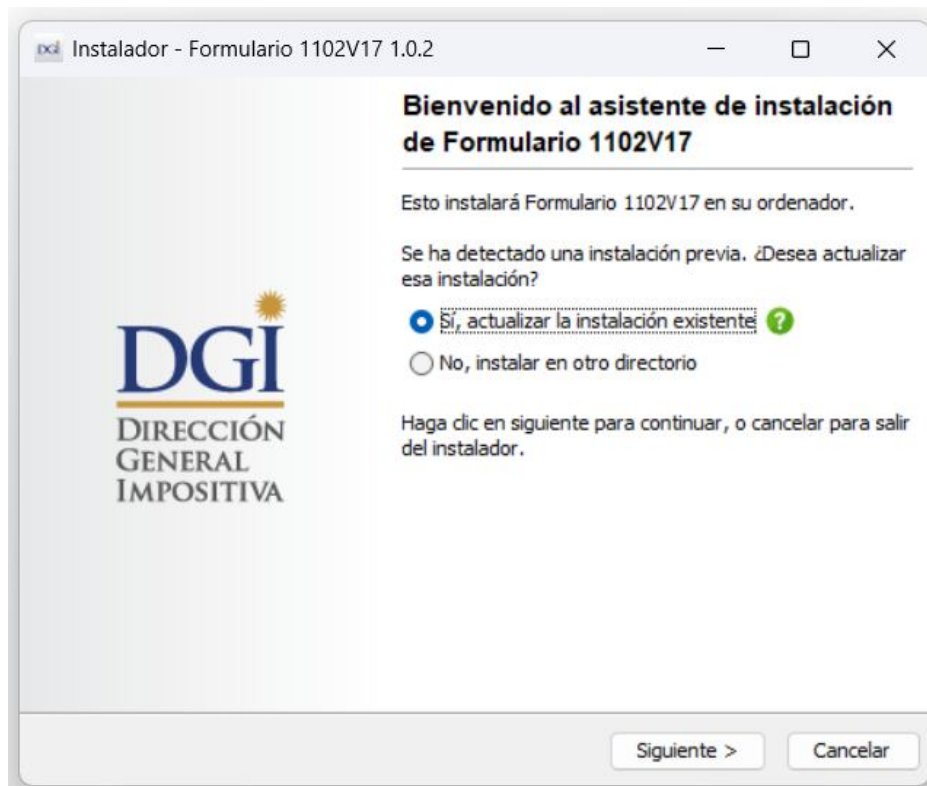 DGI Instalador - Formulario 1102V17 1.0.2
Bienvenido al asistente de instalación
de Formulario 1102V17
Esto instalará Formulario 1102V17 en su ordenador.
Se ha detectado una instalación previa. ¿Desea actualizar
esa instalación?
Sí, actualizar la instalación existente ?
No, instalar en otro directorio
Haga clic en siguiente para continuar, o cancelar para salir
del instalador.
DGI
DIRECCIÓN
GENERAL
IMPOSITIVA
Siguiente >
Cancelar